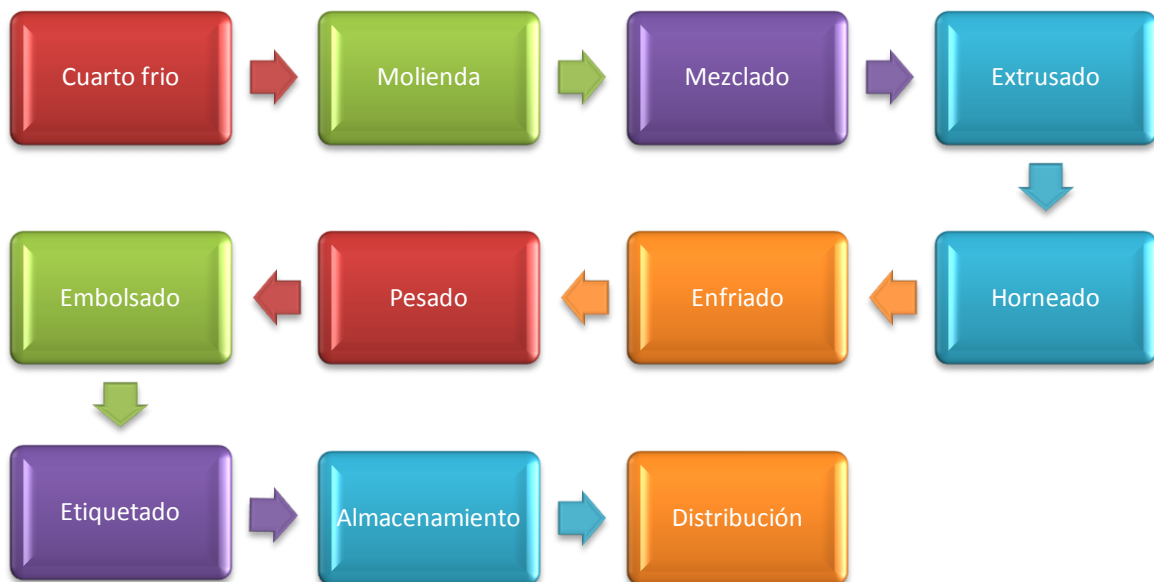 Cuarto frio
Molienda
Mezclado
Extrusado
Horneado
Enfriado
Pesado
Embolsado
Etiquetado
Almacenamiento
Distribución